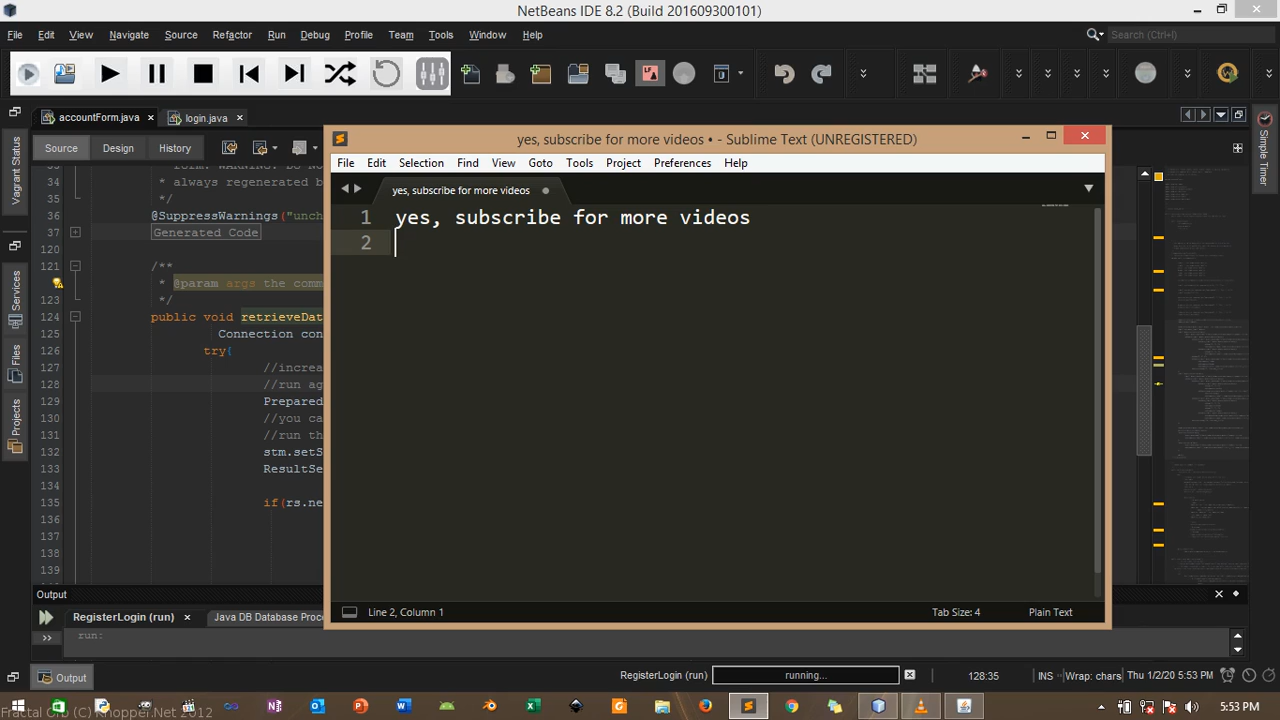 NetBeans IDE 8.2 (Build 201609300101)
File Edit View Navigate Source Refactor Run Debug Profile Team Tools Window Help
Search (Ctrl+I)
accountForm.java
login.java
Source Design History
yes, subscribe for more videos • - Sublime Text (UNREGISTERED)
File Edit Selection Find View Goto Tools Project Preferences Help
yes, subscribe for more videos
1 yes, subscribe for more videos
2
Line 2, Column 1
Tab Size: 4
Plain Text
Vagrant Status
Services
Files
Projects
Simple Timer
34 * always regenerated b
35 */
36 @SuppressWarnings("unch
37 Generated Code
120
121 /**
* @param args the comm
123 */
124 public void retrieveDat
125 Connection con
126 try{
127 //increa
128 //run ag
129 Prepared
130 //you ca
131 //run th
132 stm.setS
133 ResultSe
134
135 if(rs.ne
136
137
138
139
Output
RegisterLogin (run)
Java DB Database Proc
run:
Output
RegisterLogin (run)
running...
128:35
INS
Wrap: chars
Thu 1/2/20 5:53 PM
Fractal Orb (C) Knopper.Net 2012
5:53 PM